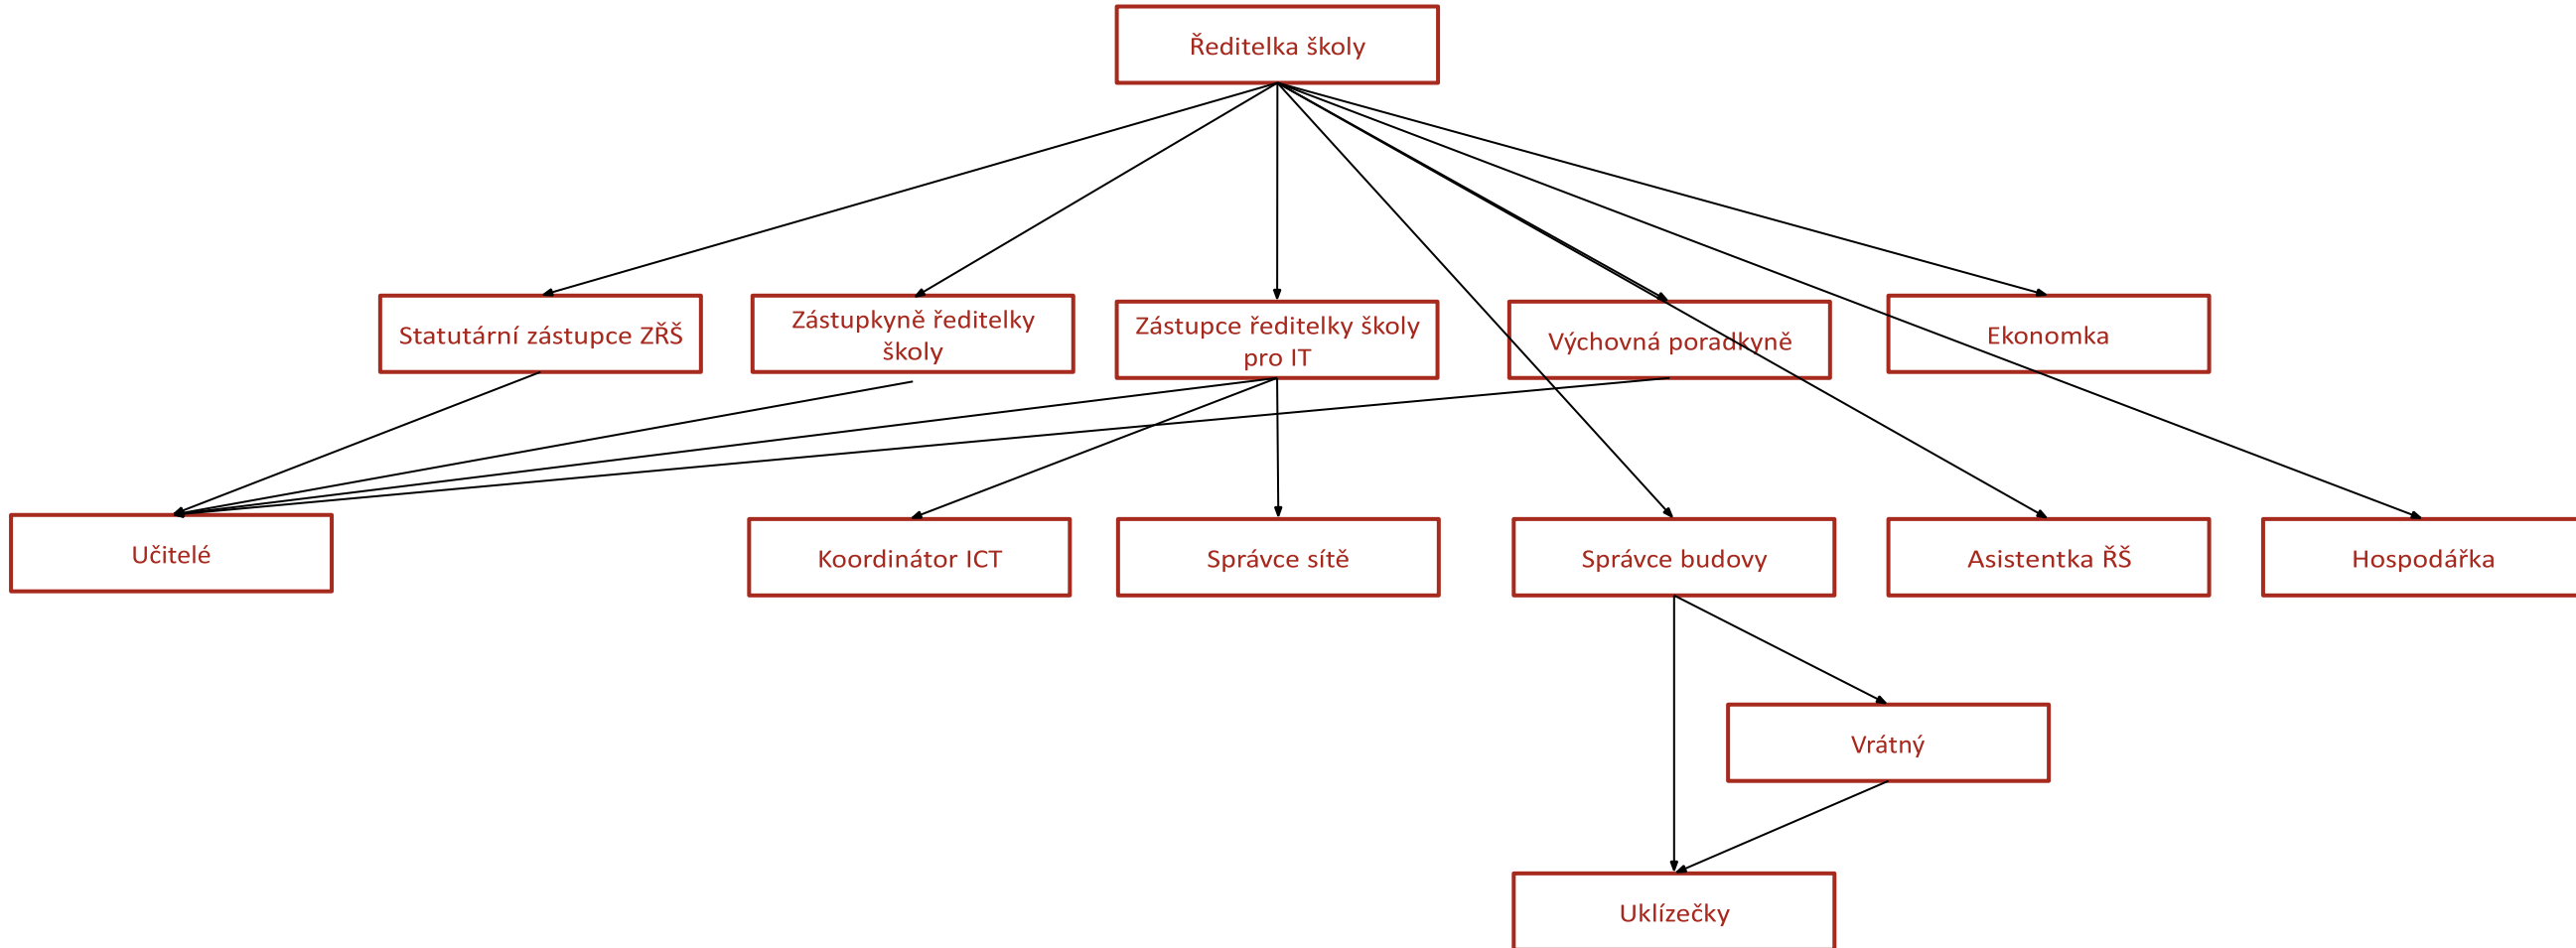 Ředitelka školy
Statutární zástupce ZŘŠ
Zástupkyně ředitelky
školy
Zástupce ředitelky školy
pro IT
Výchovná poradkyně
Ekonomka
Učitelé
Koordinátor ICT
Správce sítě
Správce budovy
Asistentka ŘŠ
Hospodářka
Vrátný
Uklízečky